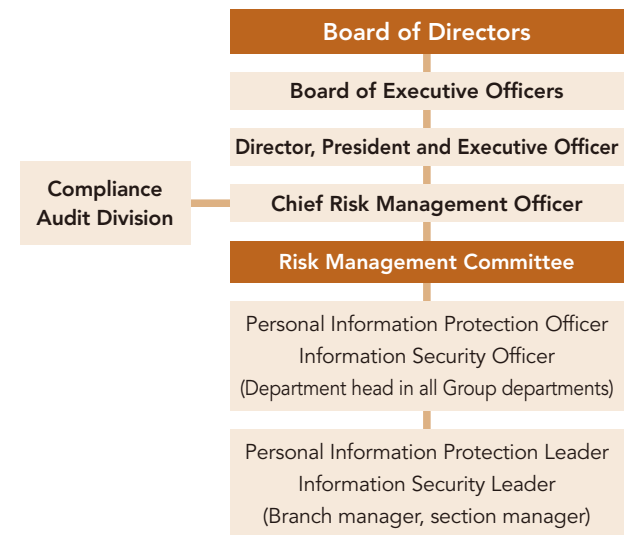 Board of Directors
Board of Executive Officers
Director, President and Executive Officer
Compliance
Audit Division
Chief Risk Management Officer
Risk Management Committee
Personal Information Protection Officer
Information Security Officer
(Department head in all Group departments)
Personal Information Protection Leader
Information Security Leader
(Branch manager, section manager)